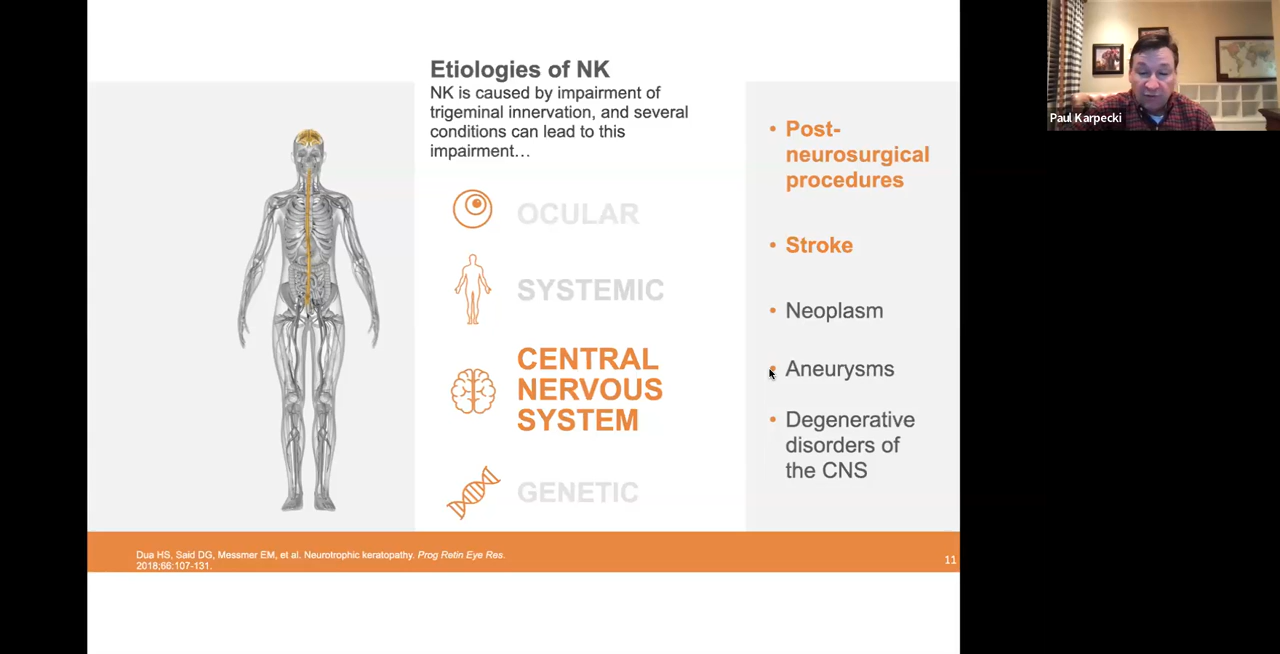 Etiologies of NK
NK is caused by impairment of
trigeminal innervation, and several
conditions can lead to this
impairment…
OCULAR
SYSTEMIC
CENTRAL
NERVOUS
SYSTEM
GENETIC
• Post-
neurosurgical
procedures
• Stroke
• Neoplasm
• Aneurysms
• Degenerative
disorders of
the CNS
Dua HS, Said DG, Messmer EM, et al. Neurotrophic keratopathy. Prog Retin Eye Res.
2018;66:107-131.
11
Paul Karpecki